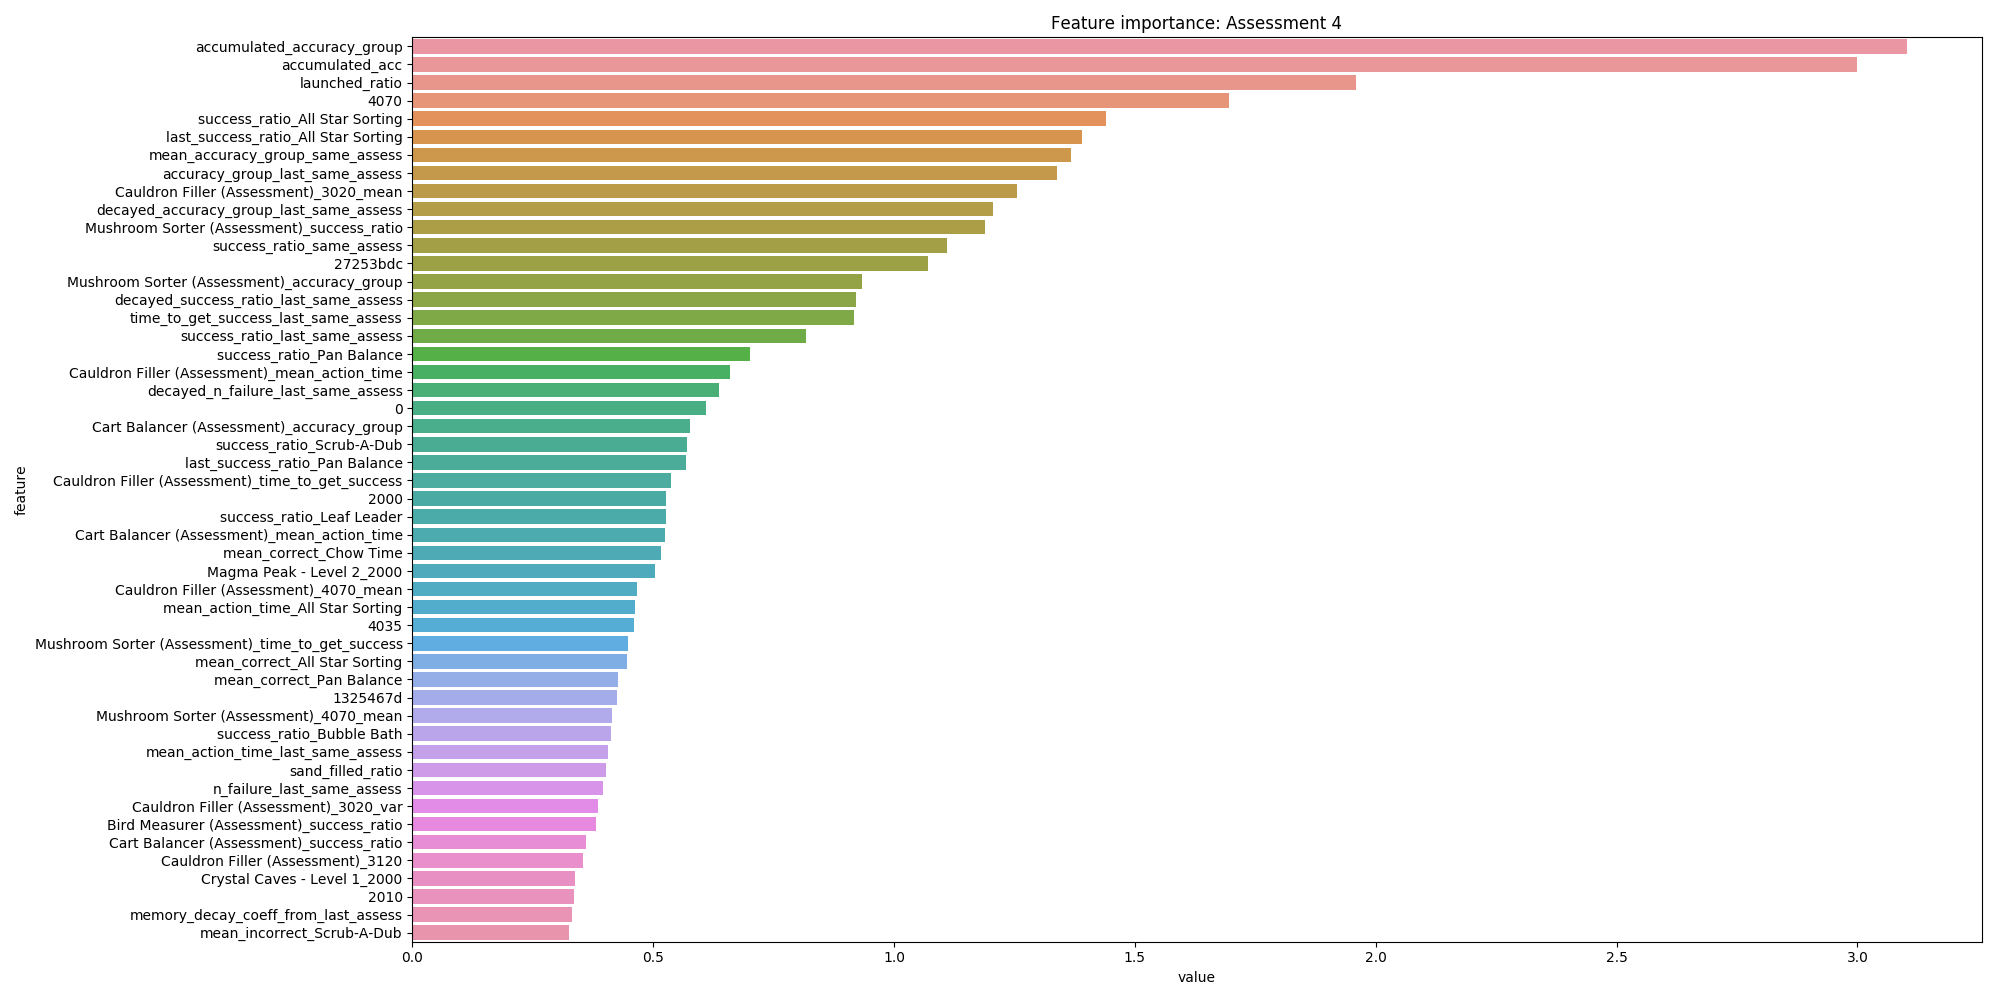 Feature importance: Assessment 4
accumulated_accuracy_group
accumulated_acc
launched_ratio
4070
success_ratio_All Star Sorting
last_success_ratio_All Star Sorting
mean_accuracy_group_same_assess
accuracy_group_last_same_assess
Cauldron Filler (Assessment)_3020_mean
decayed_accuracy_group_last_same_assess
Mushroom Sorter (Assessment)_success_ratio
success_ratio_same_assess
27253bdc
Mushroom Sorter (Assessment)_accuracy_group
decayed_success_ratio_last_same_assess
time_to_get_success_last_same_assess
success_ratio_last_same_assess
success_ratio_Pan Balance
Cauldron Filler (Assessment)_mean_action_time
decayed_n_failure_last_same_assess
0
Cart Balancer (Assessment)_accuracy_group
success_ratio_Scrub-A-Dub
last_success_ratio_Pan Balance
Cauldron Filler (Assessment)_time_to_get_success
2000
success_ratio_Leaf Leader
Cart Balancer (Assessment)_mean_action_time
mean_correct_Chow Time
Magma Peak - Level 2_2000
Cauldron Filler (Assessment)_4070_mean
mean_action_time_All Star Sorting
4035
Mushroom Sorter (Assessment)_time_to_get_success
mean_correct_All Star Sorting
mean_correct_Pan Balance
1325467d
Mushroom Sorter (Assessment)_4070_mean
success_ratio_Bubble Bath
mean_action_time_last_same_assess
sand_filled_ratio
n_failure_last_same_assess
Cauldron Filler (Assessment)_3020_var
Bird Measurer (Assessment)_success_ratio
Cart Balancer (Assessment)_success_ratio
Cauldron Filler (Assessment)_3120
Crystal Caves - Level 1_2000
2010
memory_decay_coeff_from_last_assess
mean_incorrect_Scrub-A-Dub
feature
0.0 0.5 1.0 1.5 2.0 2.5 3.0
value